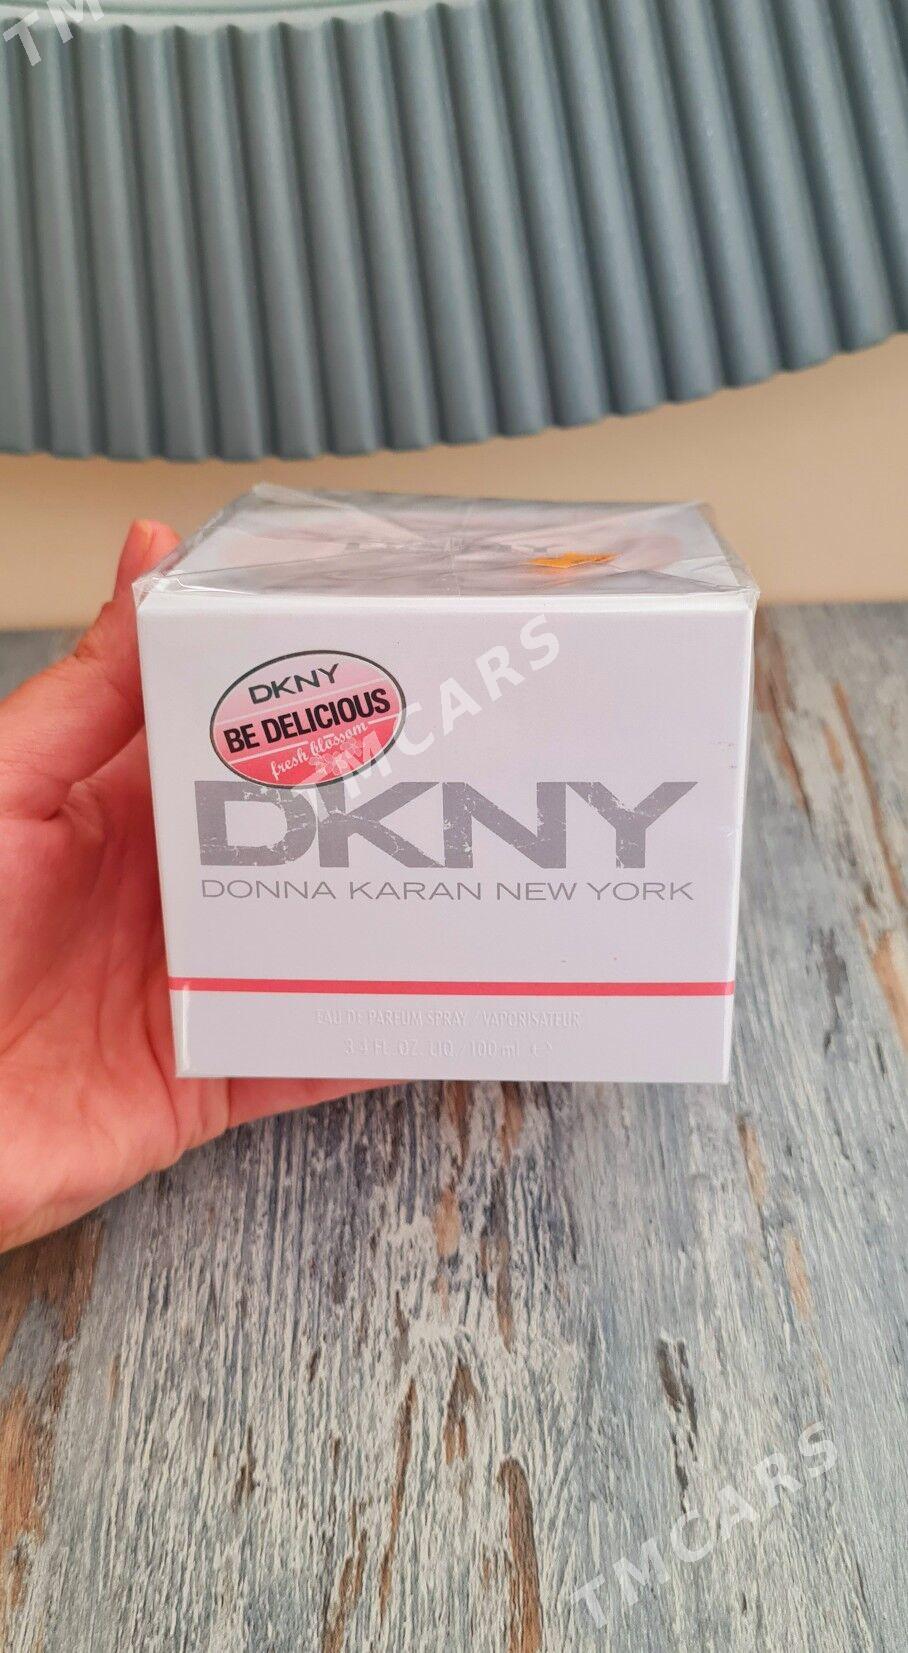 TM
DKNY
BE DELICIOUS
fresh blossom
TMCARS
DKNY
DONNA KARAN NEW YORK
EAU DE PARFUM SPRAY / VAPORISATEUR
3.4 FL. OZ. LIQ / 100 ml ℮
TMCARS